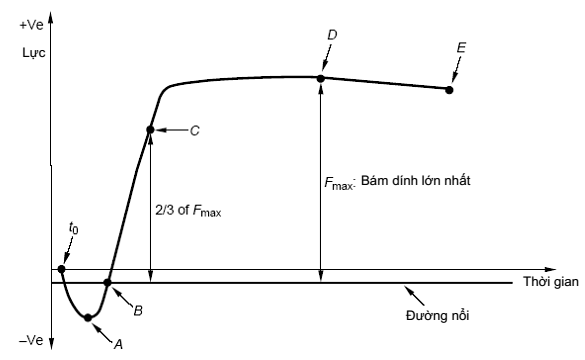 +Ve
Lực
D
E
C
Fmax: Bám dính lớn nhất
2/3 of Fmax
t0
Thời gian
B
Đường nổi
A
–Ve